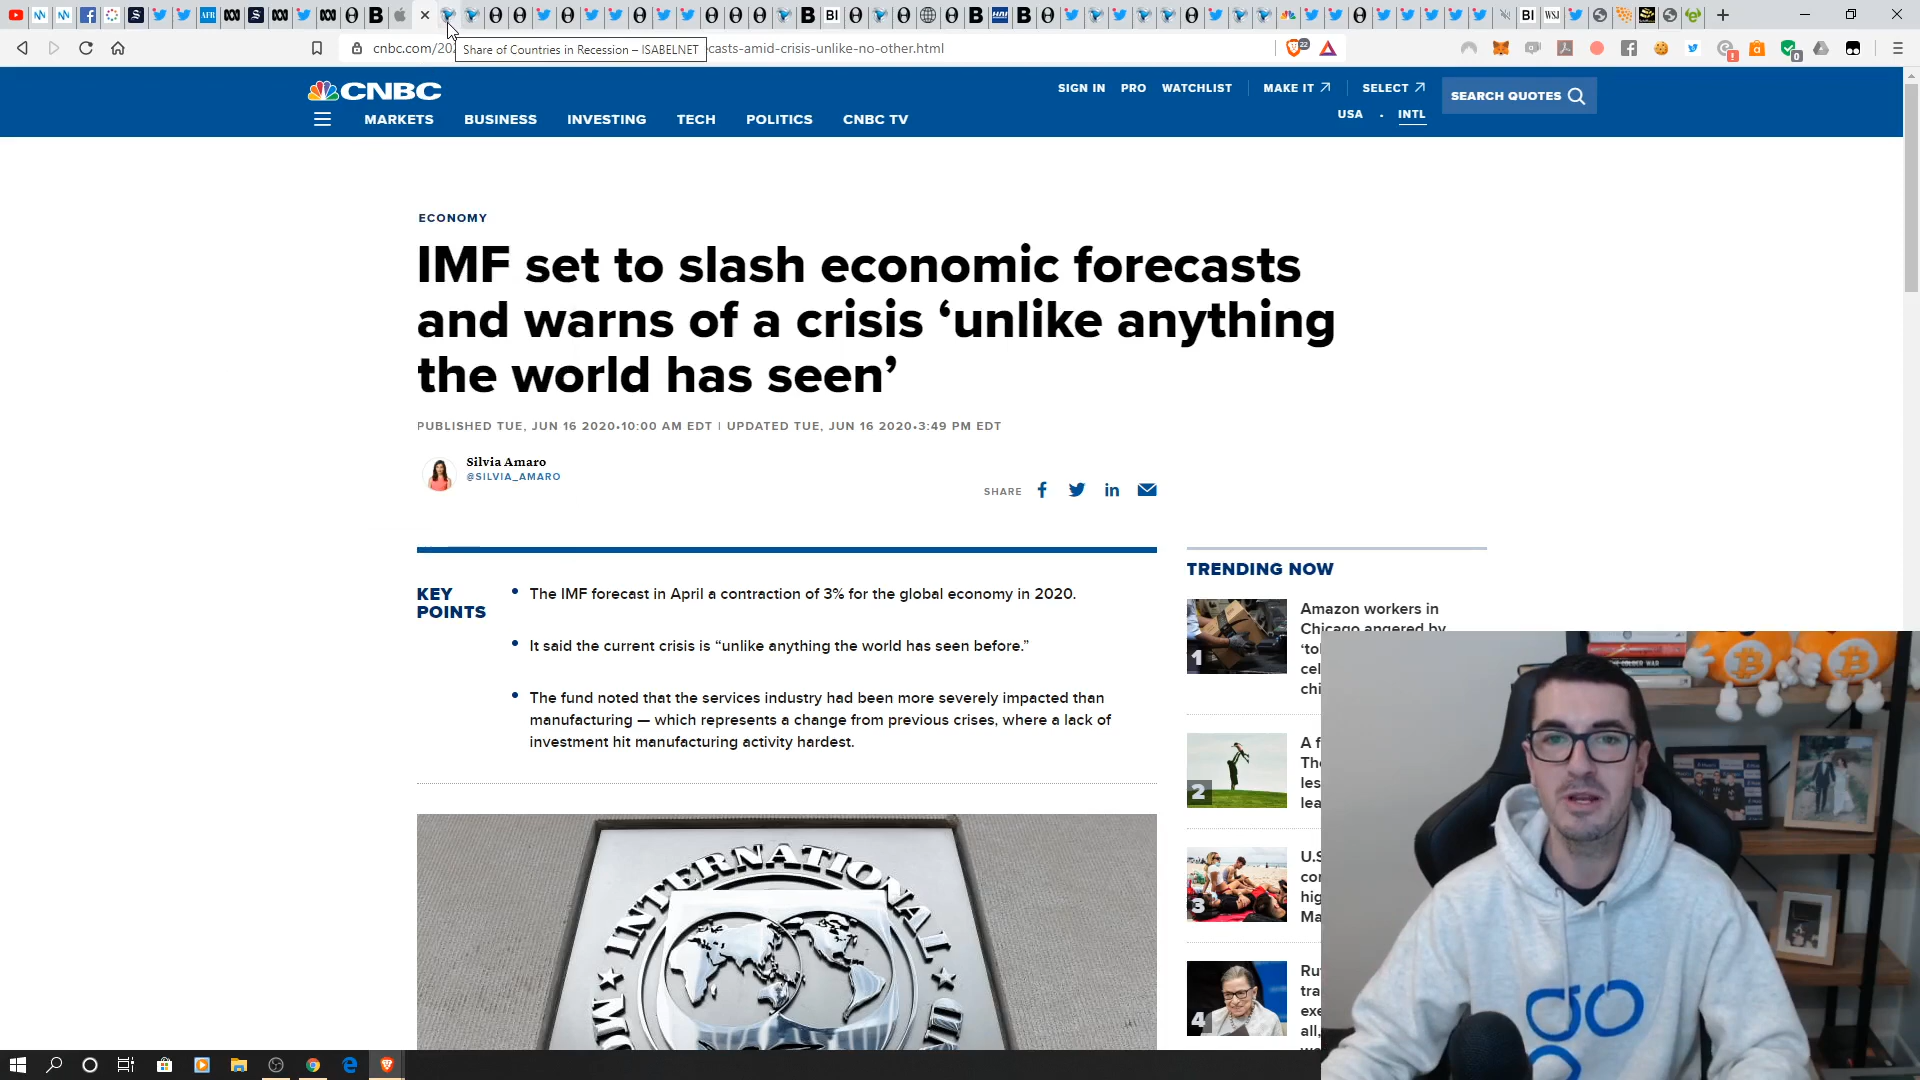 Share of Countries in Recession – ISABELNET
cnbc.com/20
casts-amid-crisis-unlike-no-other.html
22
CNBC
SIGN IN PRO WATCHLIST MAKE IT SELECT
SEARCH QUOTES
USA . INTL
MARKETS BUSINESS INVESTING TECH POLITICS CNBC TV
ECONOMY
IMF set to slash economic forecasts
and warns of a crisis ‘unlike anything
the world has seen’
PUBLISHED TUE, JUN 16 2020•10:00 AM EDT | UPDATED TUE, JUN 16 2020•3:49 PM EDT
Silvia Amaro
@SILVIA_AMARO
SHARE
KEY
POINTS
• The IMF forecast in April a contraction of 3% for the global economy in 2020.
• It said the current crisis is “unlike anything the world has seen before.”
• The fund noted that the services industry had been more severely impacted than
manufacturing — which represents a change from previous crises, where a lack of
investment hit manufacturing activity hardest.
TRENDING NOW
1
Amazon workers in
Chicago angered by
2
3
4
INTERNATIONAL